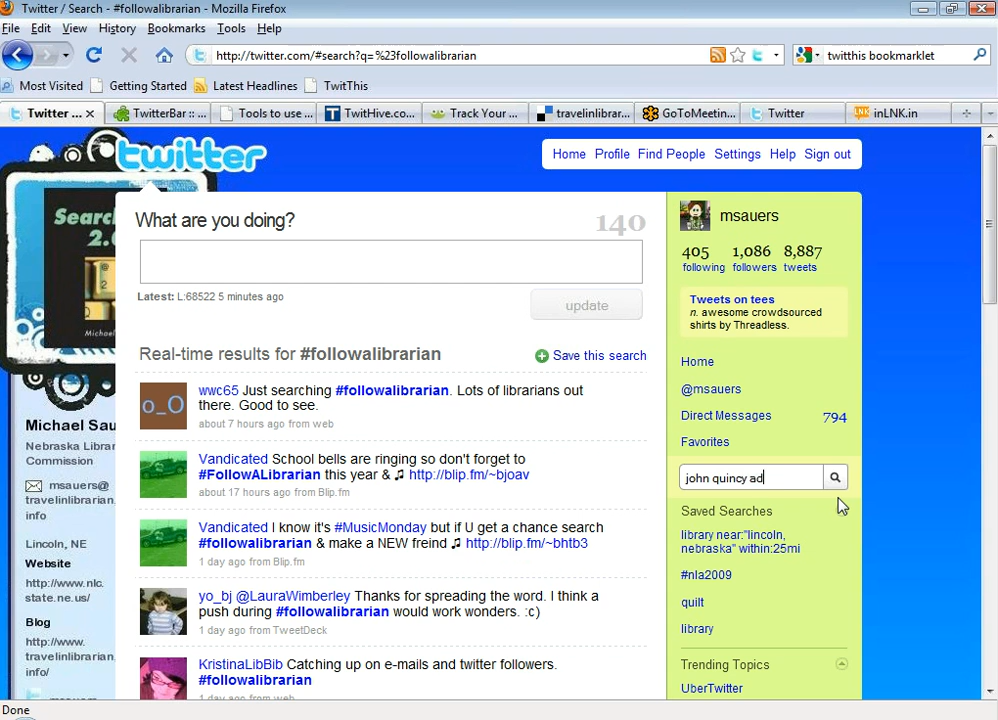 Twitter / Search - #followalibrarian - Mozilla Firefox
File Edit View History Bookmarks Tools Help
http://twitter.com/#search?q=%23followalibrarian
twitthis bookmarklet
Most Visited Getting Started Latest Headlines TwitThis
Twitter ... TwitterBar :: ... Tools to use ... TwitHive.co... Track Your ... travelinlibrar... GoToMeetin... Twitter inLNK.in
twitter
Home Profile Find People Settings Help Sign out
Searc
2.
Michael
What are you doing?
140
Latest: L:68522 5 minutes ago
update
Real-time results for #followalibrarian
Save this search
o_O
wwc65 Just searching #followalibrarian. Lots of librarians out
there. Good to see.
about 7 hours ago from web
Vandicated School bells are ringing so don't forget to
#FollowALibrarian this year & ♫ http://blip.fm/~bjoav
about 17 hours ago from Blip.fm
Vandicated I know it's #MusicMonday but if U get a chance search
#followalibrarian & make a NEW freind ♫ http://blip.fm/~bhtb3
1 day ago from Blip.fm
yo_bj @LauraWimberley Thanks for spreading the word. I think a
push during #followalibrarian would work wonders. :c)
1 day ago from TweetDeck
KristinaLibBib Catching up on e-mails and twitter followers.
#followalibrarian
1 day ago from web
Michael Sau
Nebraska Librar
Commission
msauers@
travelinlibrarian.
info
Lincoln, NE
Website
http://www.nlc.
state.ne.us/
Blog
http://www.
travelinlibrarian.
info/
msauers
405 1,086 8,887
following followers tweets
Tweets on tees
n. awesome crowdsourced
shirts by Threadless.
Home
@msauers
Direct Messages 794
Favorites
john quincy ad
Saved Searches
library near:"lincoln,
nebraska" within:25mi
#nla2009
quilt
library
Trending Topics
UberTwitter
Done